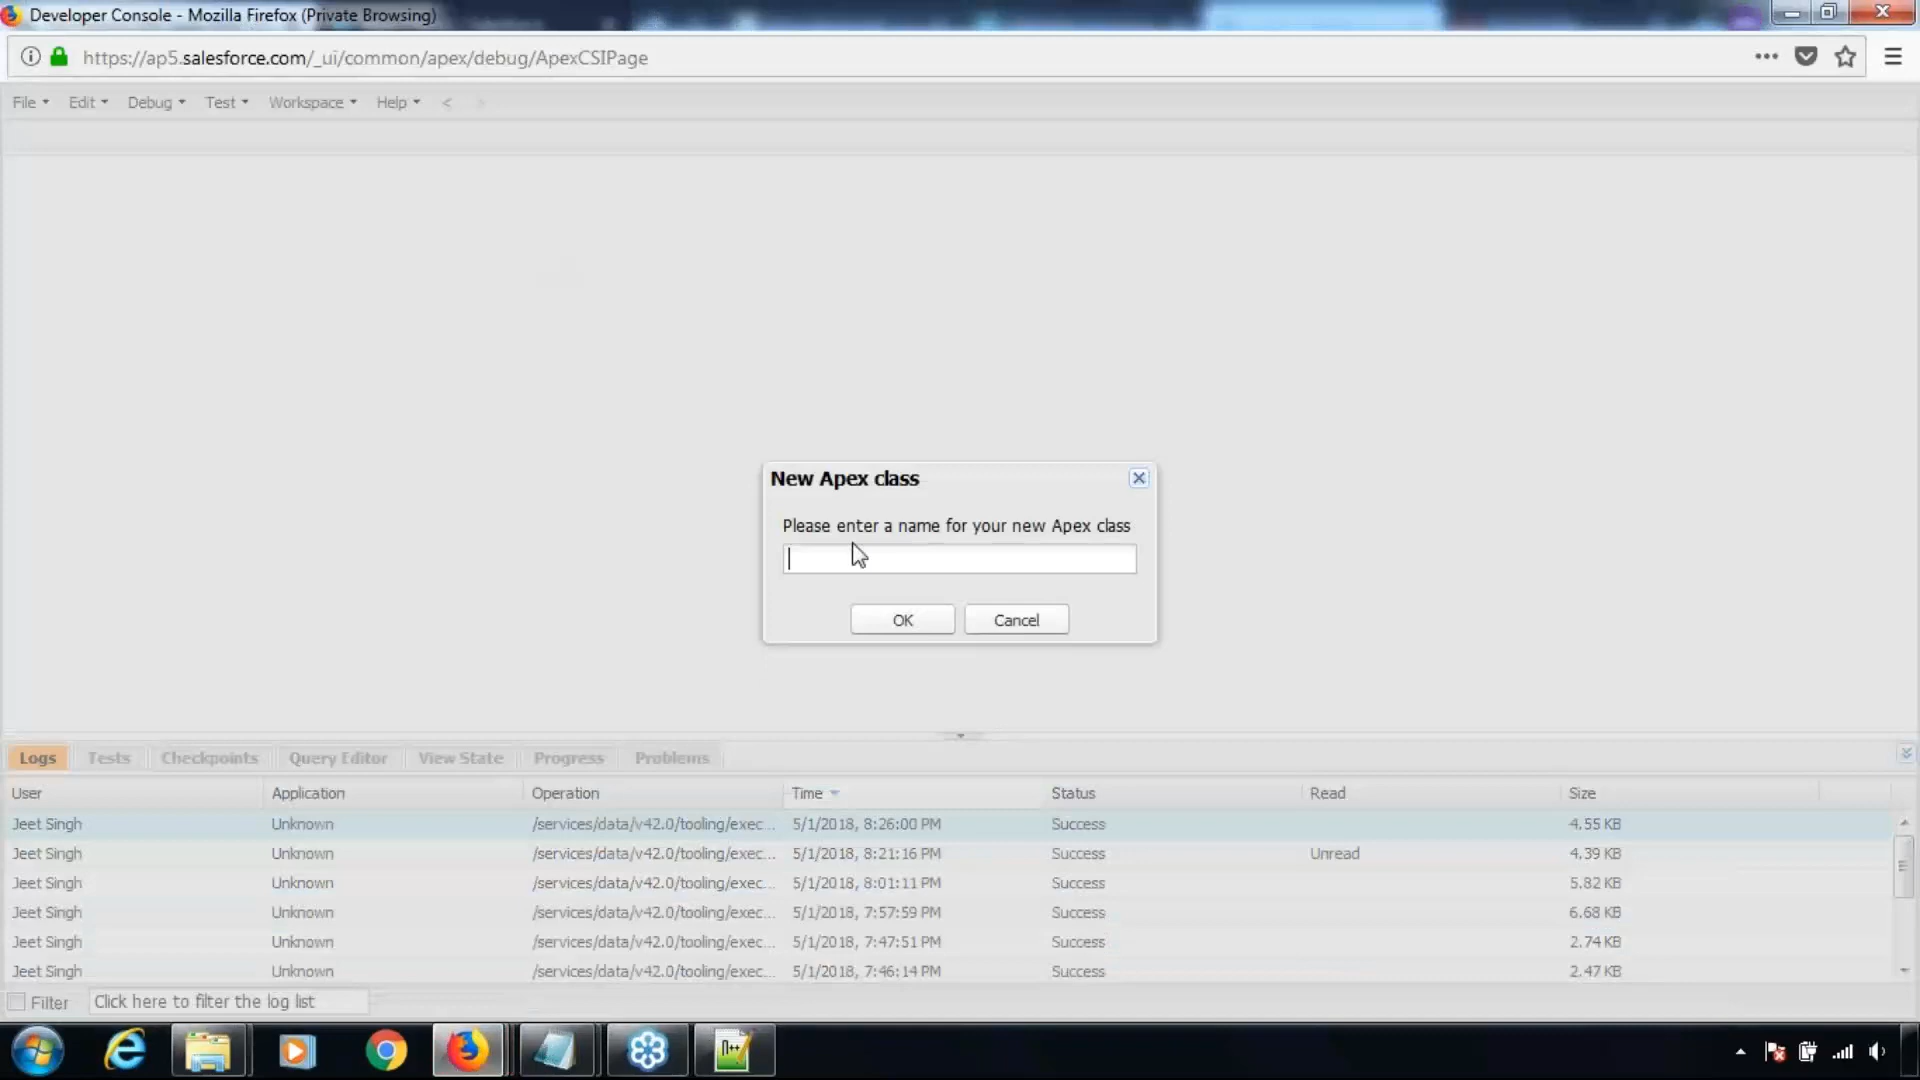 Developer Console - Mozilla Firefox (Private Browsing)
https://ap5.salesforce.com/_ui/common/apex/debug/ApexCSIPage
File Edit Debug Test Workspace Help < >
New Apex class
Please enter a name for your new Apex class
OK Cancel
Logs Tests Checkpoints Query Editor View State Progress Problems
User Application Operation Time Status Read Size
Jeet Singh Unknown /services/data/v42.0/tooling/exec... 5/1/2018, 8:26:00 PM Success 4.55 KB
Jeet Singh Unknown /services/data/v42.0/tooling/exec... 5/1/2018, 8:21:16 PM Success Unread 4.39 KB
Jeet Singh Unknown /services/data/v42.0/tooling/exec... 5/1/2018, 8:01:11 PM Success 5.82 KB
Jeet Singh Unknown /services/data/v42.0/tooling/exec... 5/1/2018, 7:57:59 PM Success 6.68 KB
Jeet Singh Unknown /services/data/v42.0/tooling/exec... 5/1/2018, 7:47:51 PM Success 2.74 KB
Jeet Singh Unknown /services/data/v42.0/tooling/exec... 5/1/2018, 7:46:14 PM Success 2.47 KB
Filter Click here to filter the log list